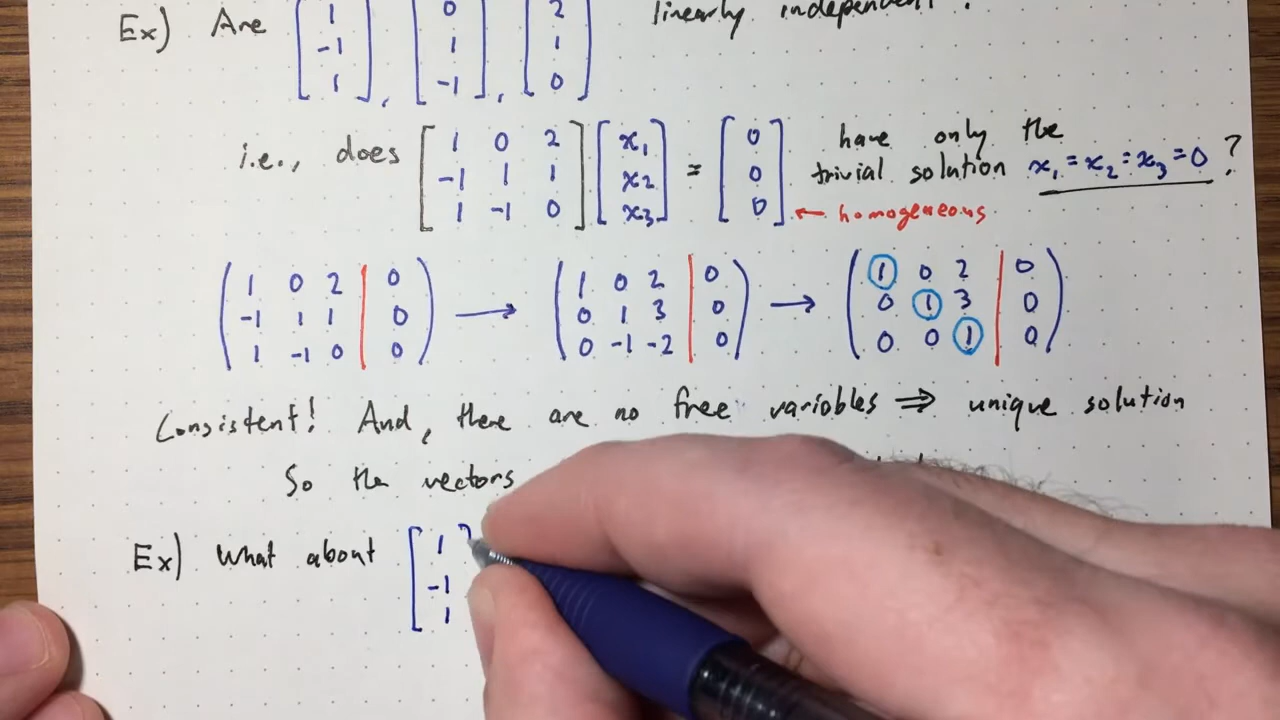 Ex) Are [1 -1 1], [0 1 -1], [2 1 0] linearly independent?
i.e., does [1 0 2 -1 1 1 1 -1 0] [x₁ x₂ x₃] = [0 0 0] have only the trivial solution x₁ = x₂ = x₃ = 0 ?
← homogeneous
(1 0 2 | 0 -1 1 1 | 0 1 -1 0 | 0) → (1 0 2 | 0 0 1 3 | 0 0 -1 -2 | 0) → (1 0 2 | 0 0 1 3 | 0 0 0 1 | 0)
Consistent! And, there are no free variables ⇒ unique solution
So the vectors
Ex) What about [1 -1 1]